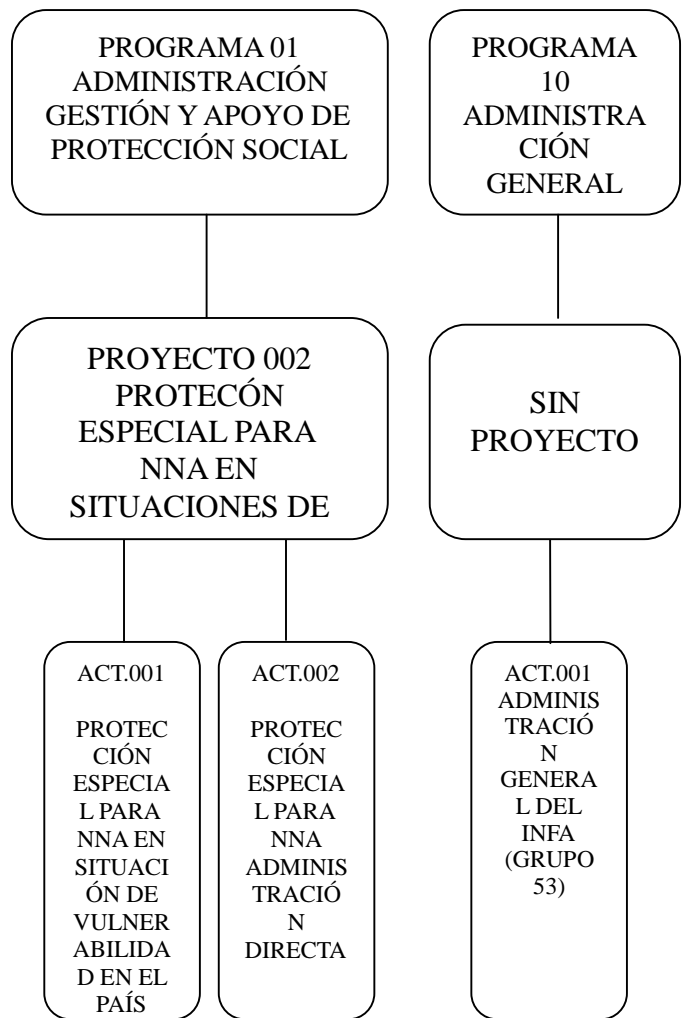 PROGRAMA 01
ADMINISTRACIÓN
GESTIÓN Y APOYO DE
PROTECCIÓN SOCIAL
PROGRAMA
10
ADMINISTRA
CIÓN
GENERAL
PROYECTO 002
PROTECÓN
ESPECIAL PARA
NNA EN
SITUACIONES DE
SIN
PROYECTO
ACT.001
PROTEC
CIÓN
ESPECIA
L PARA
NNA EN
SITUACI
ÓN DE
VULNER
ABILIDA
D EN EL
PAÍS
ACT.002
PROTEC
CIÓN
ESPECIA
L PARA
NNA
ADMINIS
TRACIÓ
N
DIRECTA
ACT.001
ADMINIS
TRACIÓ
N
GENERA
L DEL
INFA
(GRUPO
53)